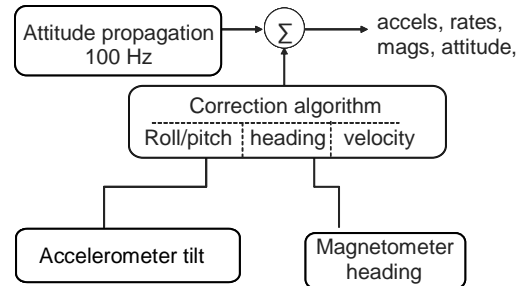 Attitude propagation
100 Hz
Σ
accels, rates,
mags, attitude,
Correction algorithm
Roll/pitch heading velocity
Accelerometer tilt
Magnetometer
heading